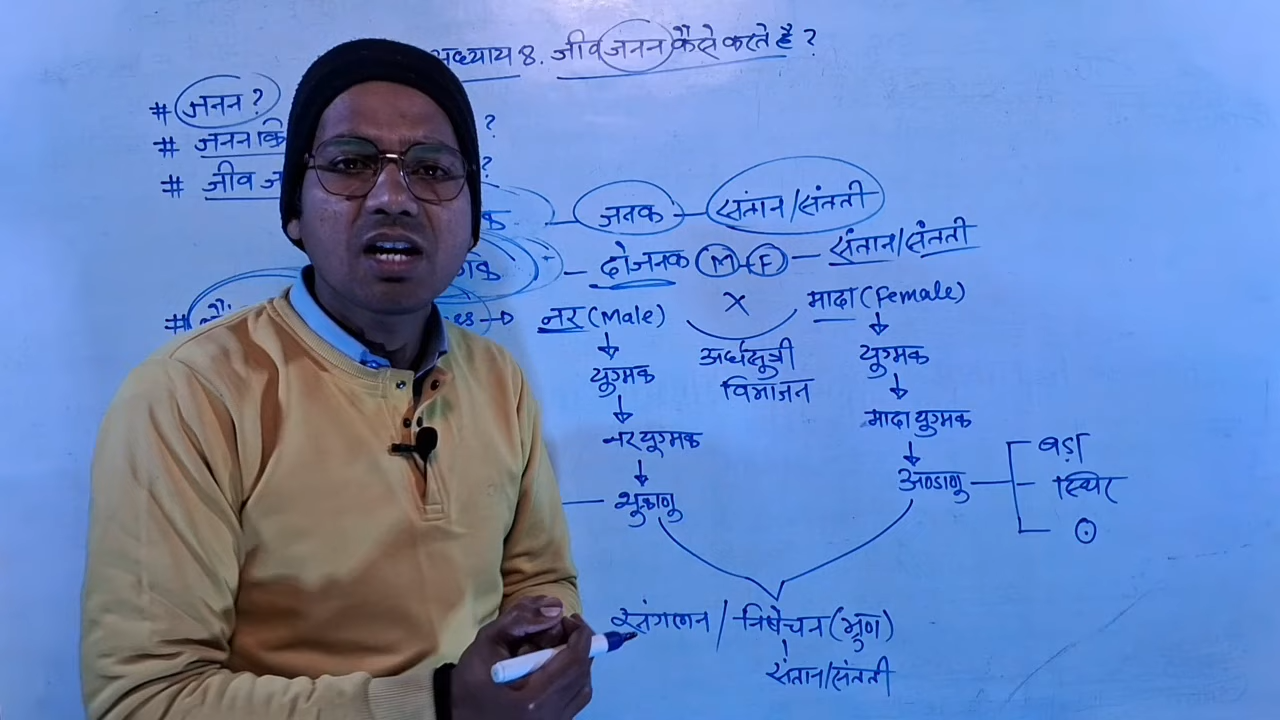 अध्याय 8. जीव जनन कैसे करते है ?
# जनन ?
# जनन कि ?
# जीव ज ?
जनक — संतान/संतती
— दो जनक (M) (F) — संतान/संतती
# → नर (Male) X मादा (Female)
युग्मक अर्धसूत्री विभाजन युग्मक
नर युग्मक मादा युग्मक
शुक्राणु अण्डाणु — बड़ा
स्थिर
संगलन / निषेचन (भ्रुण)
संतान/संतती